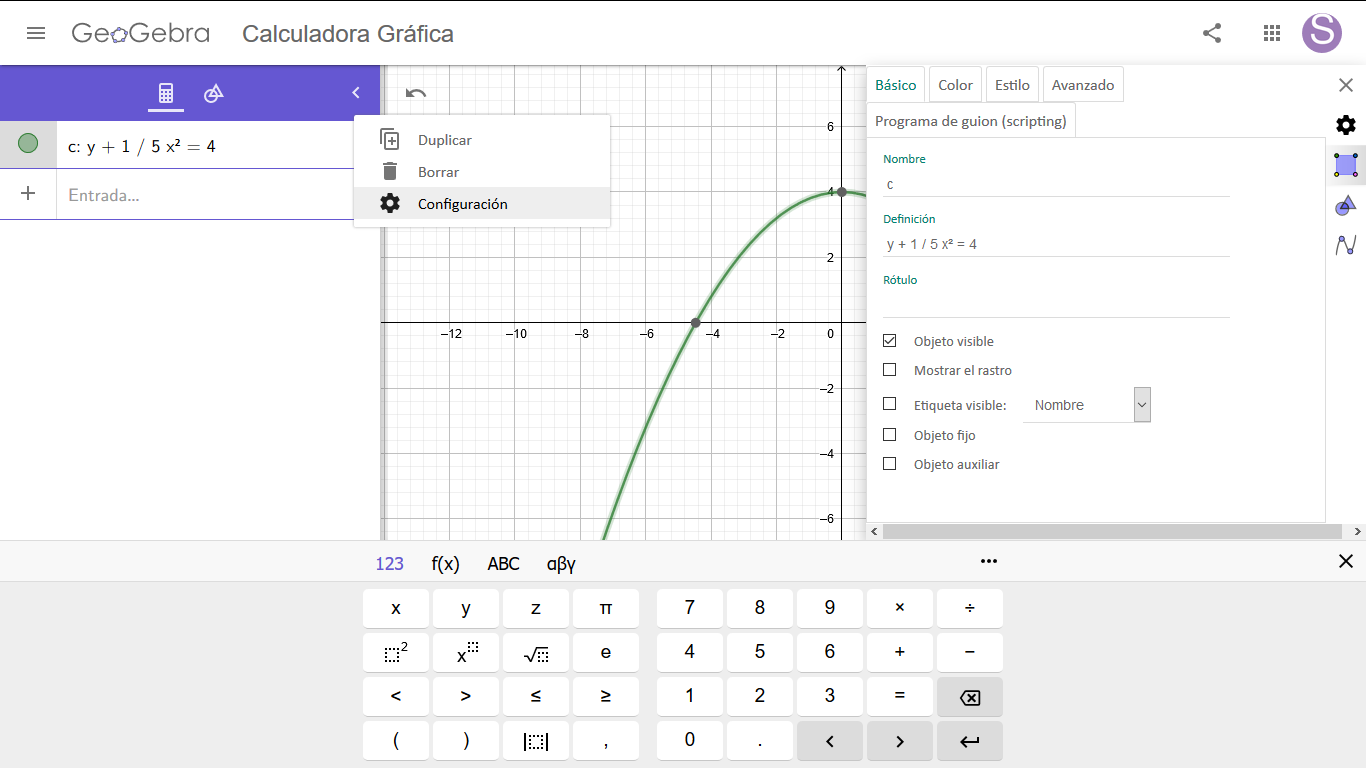 GeoGebra Calculadora Gráfica S
c: y + 1 / 5 x² = 4
+ Entrada...
Duplicar
Borrar
Configuración
6
4
2
−12 −10 −8 −6 −4 −2 0
−2
−4
−6
Básico Color Estilo Avanzado
Programa de guion (scripting)
Nombre
c
Definición
y + 1 / 5 x² = 4
Rótulo
Objeto visible
Mostrar el rastro
Etiqueta visible: Nombre
Objeto fijo
Objeto auxiliar
123 f(x) ABC αβγ ...
x y z π 7 8 9 × ÷
2 x √ e 4 5 6 + −
< > ≤ ≥ 1 2 3 =
( ) | | , 0 . < >